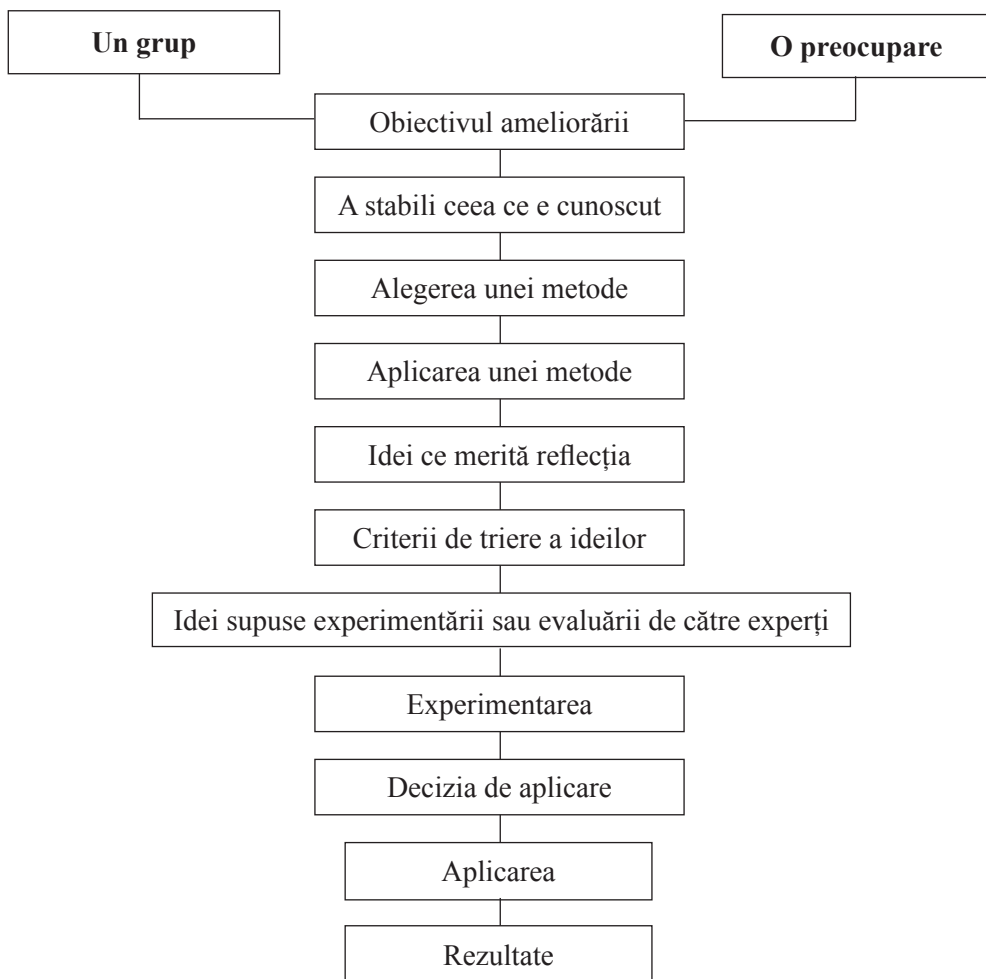 Un grup
O preocupare
Obiectivul ameliorării
A stabili ceea ce e cunoscut
Alegerea unei metode
Aplicarea unei metode
Idei ce merită reflecția
Criterii de triere a ideilor
Idei supuse experimentării sau evaluării de către experți
Experimentarea
Decizia de aplicare
Aplicarea
Rezultate